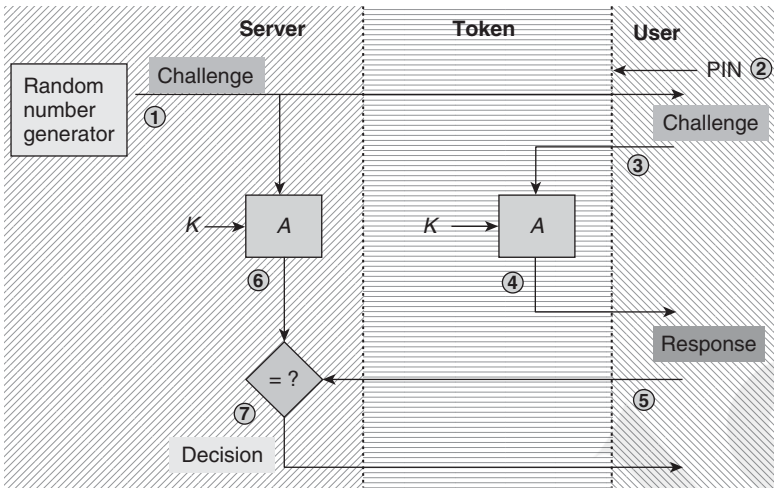 Server
Token
User
PIN ②
Challenge
Random
number
generator
①
Challenge
③
K
A
K
A
⑥
④
Response
= ?
⑤
⑦
Decision